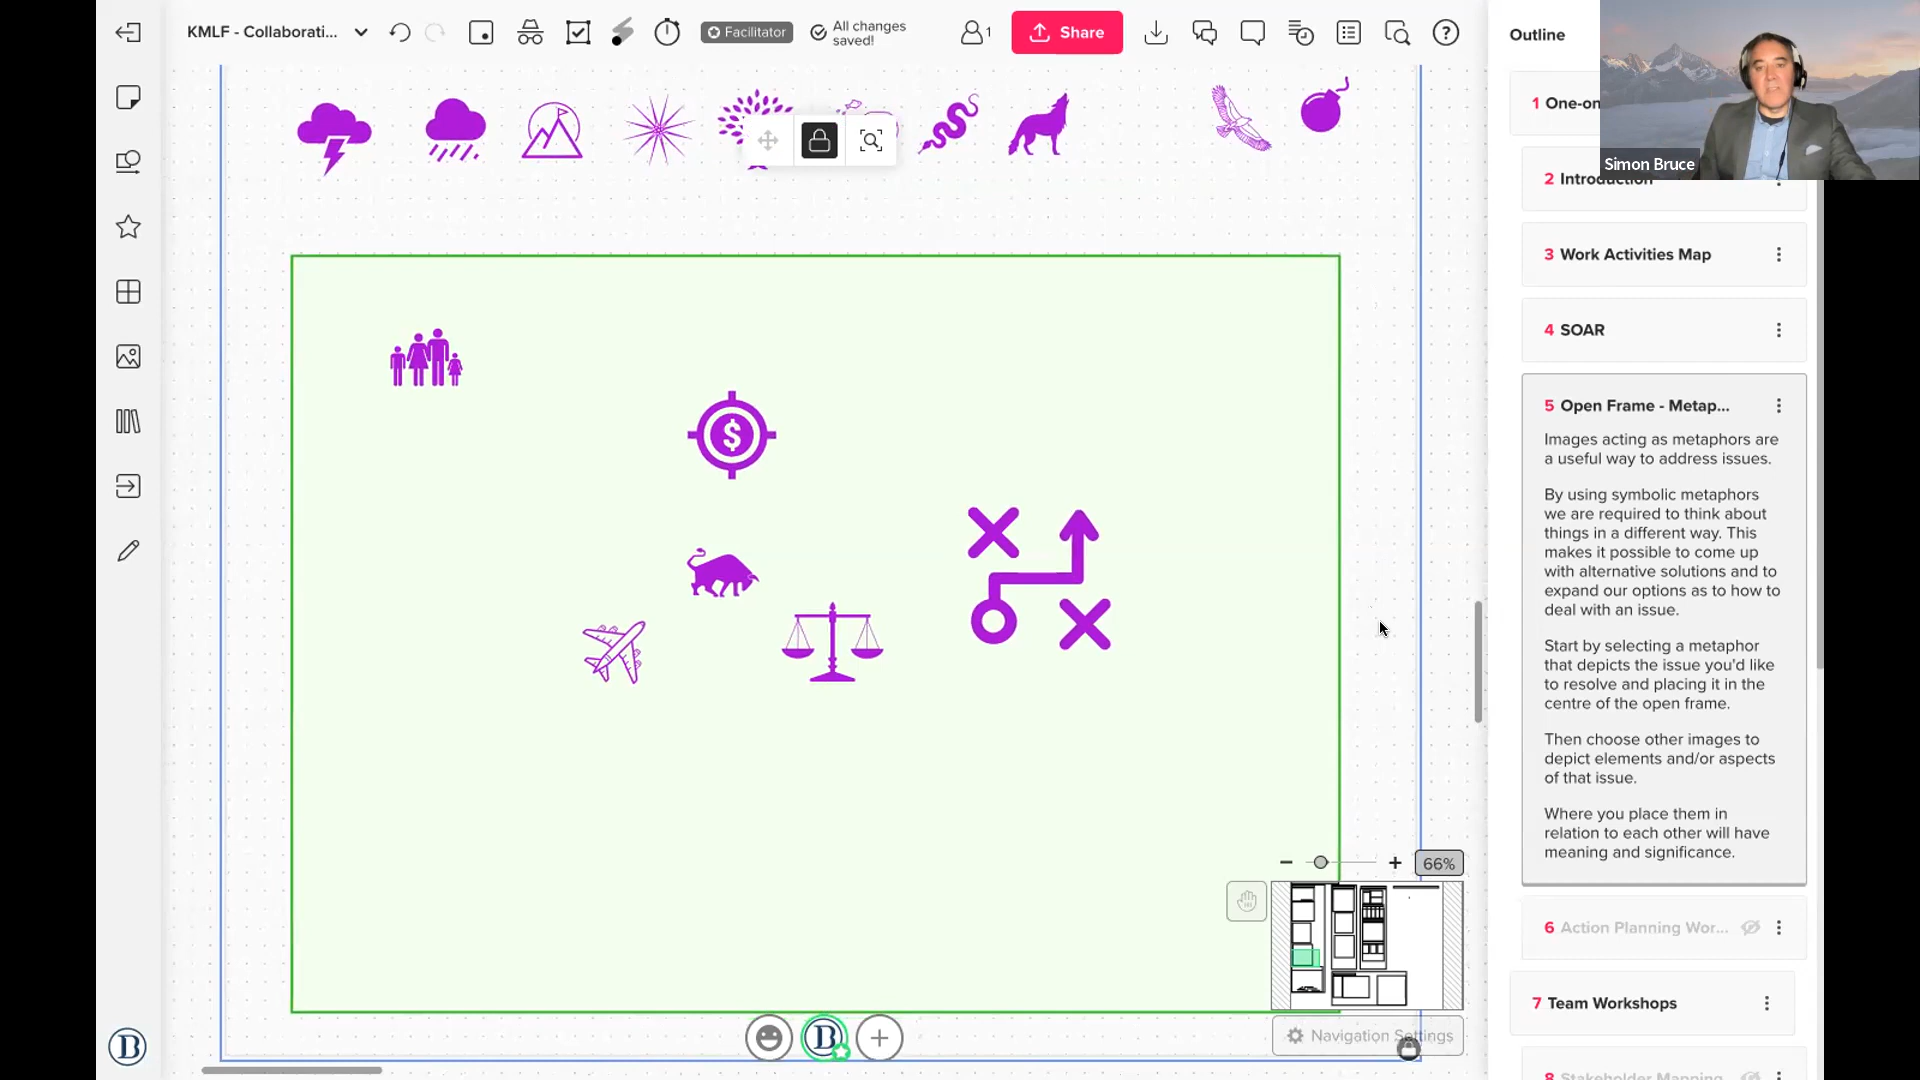 KMLF - Collaborati...
Facilitator
All changes
saved!
1
Share
Outline
1 One-on
Simon Bruce
2 Introduction
3 Work Activities Map
4 SOAR
5 Open Frame - Metap...
Images acting as metaphors are
a useful way to address issues.
By using symbolic metaphors
we are required to think about
things in a different way. This
makes it possible to come up
with alternative solutions and to
expand our options as to how to
deal with an issue.
Start by selecting a metaphor
that depicts the issue you'd like
to resolve and placing it in the
centre of the open frame.
Then choose other images to
depict elements and/or aspects
of that issue.
Where you place them in
relation to each other will have
meaning and significance.
$
66%
6 Action Planning Wor...
7 Team Workshops
B
B
Navigation Settings
8 Stakeholder Mapping